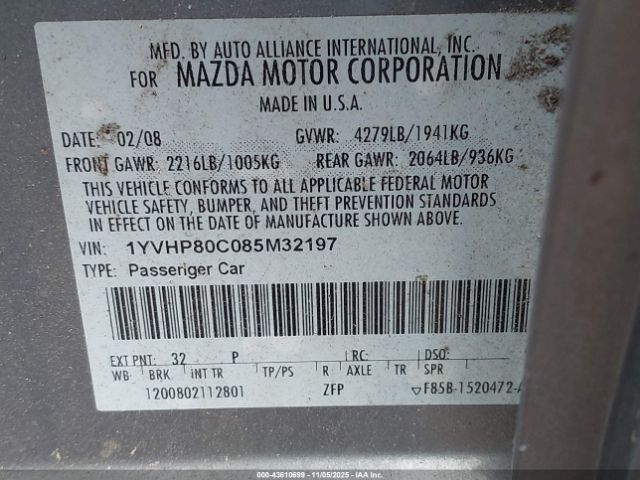 MFD. BY AUTO ALLIANCE INTERNATIONAL, INC.
FOR MAZDA MOTOR CORPORATION
MADE IN U.S.A.
DATE: 02/08 GVWR: 4279LB/1941KG
FRONT GAWR: 2216LB/1005KG REAR GAWR: 2064LB/936KG
THIS VEHICLE CONFORMS TO ALL APPLICABLE FEDERAL MOTOR
VEHICLE SAFETY, BUMPER, AND THEFT PREVENTION STANDARDS
IN EFFECT ON THE DATE OF MANUFACTURE SHOWN ABOVE.
VIN: 1YVHP80C085M32197
TYPE: Passenger Car
EXT PNT: 32 P RC: DSO:
WB BRK INT TR TP/PS R AXLE TR SPR
1200802112801 ZFP ▽F85B-1520472-A
000-43610699 - 11/05/2025 - IAAI.COM